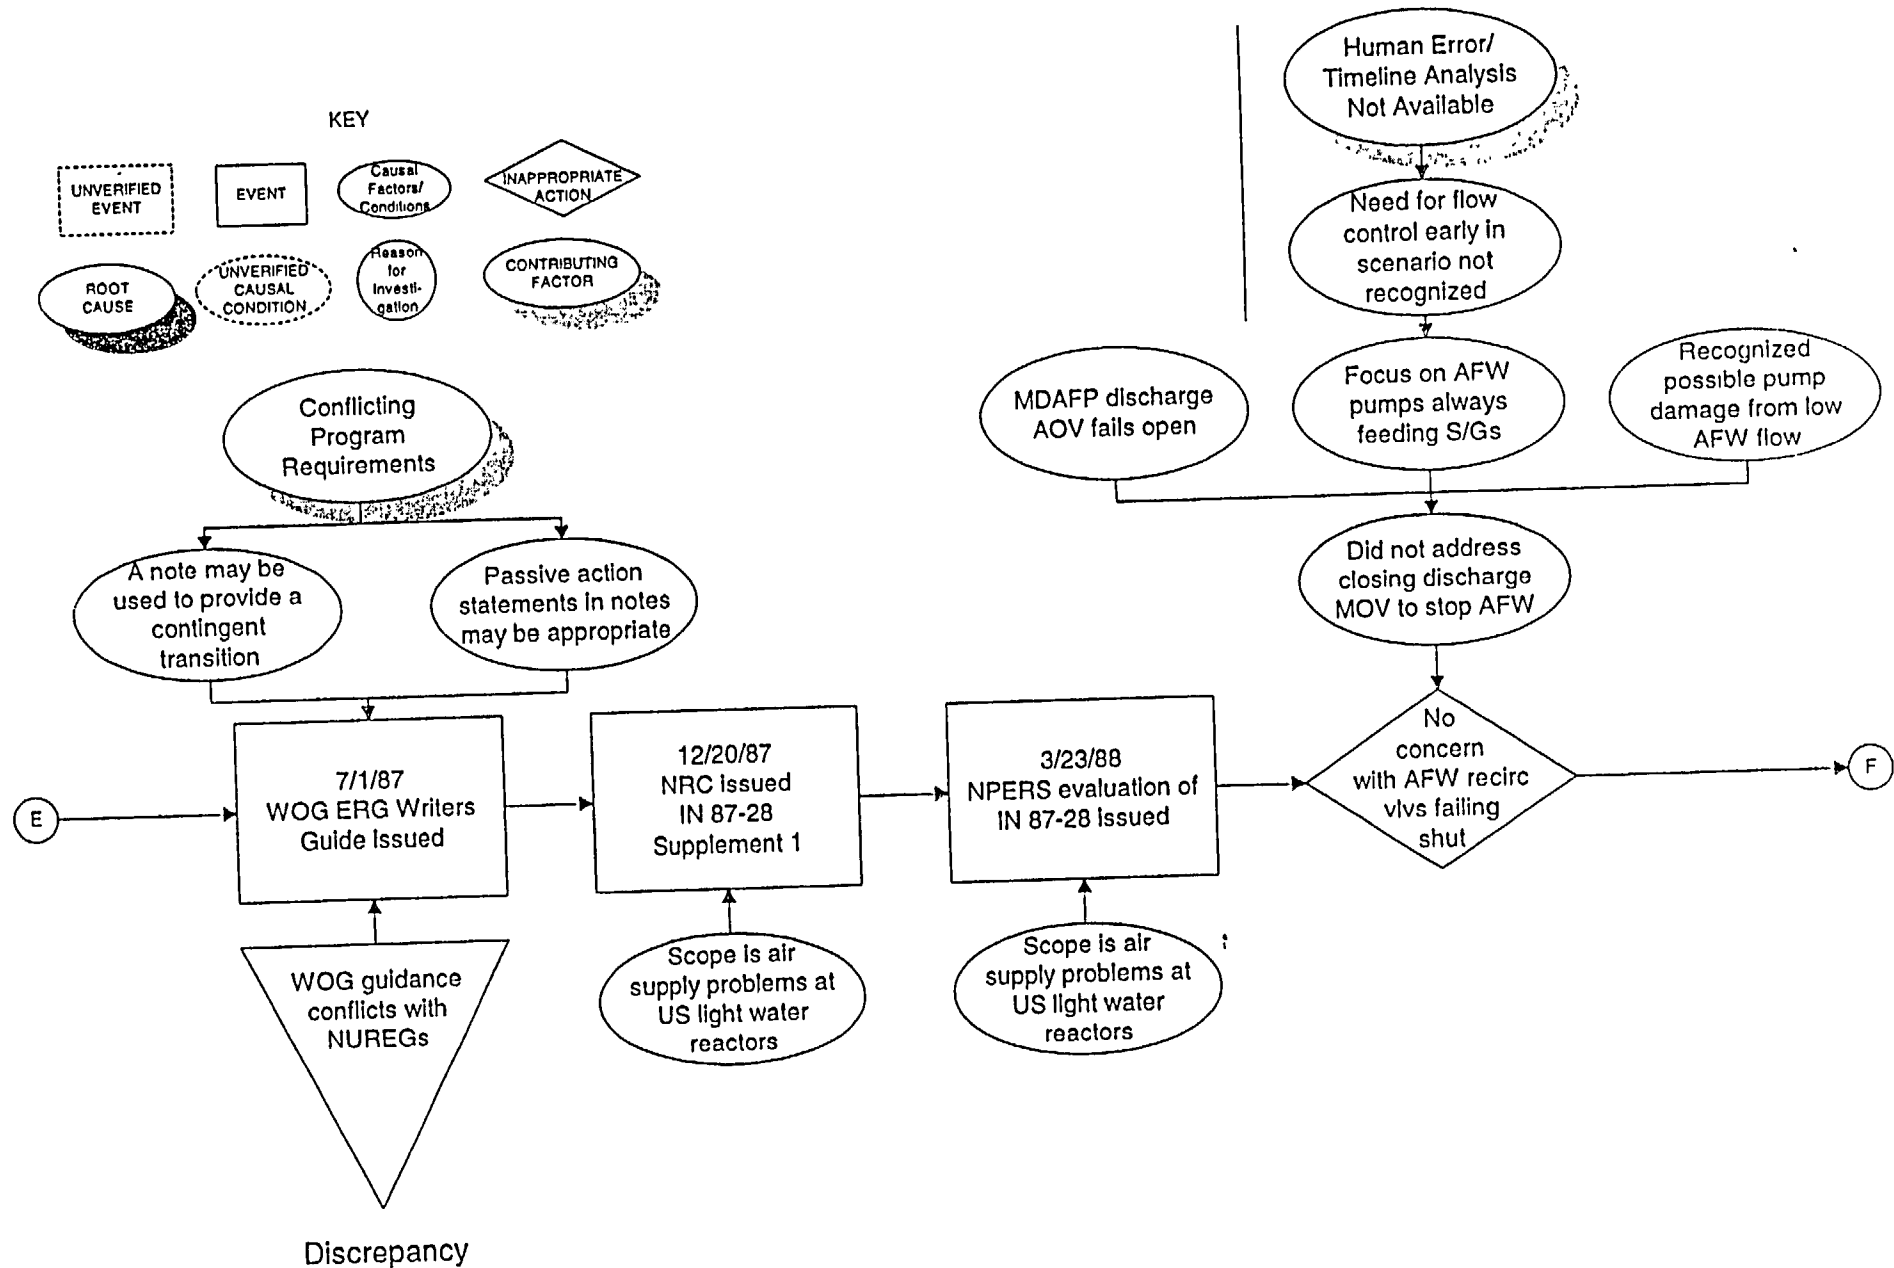 KEY
UNVERIFIED
EVENT
EVENT
Causal
Factors/
Conditions
INAPPROPRIATE
ACTION
ROOT
CAUSE
UNVERIFIED
CAUSAL
CONDITION
Reason
for
Investi-
gation
CONTRIBUTING
FACTOR
Human Error/
Timeline Analysis
Not Available
Need for flow
control early in
scenario not
recognized
MDAFP discharge
AOV fails open
Focus on AFW
pumps always
feeding S/Gs
Recognized
possible pump
damage from low
AFW flow
Conflicting
Program
Requirements
A note may be
used to provide a
contingent
transition
Passive action
statements in notes
may be appropriate
Did not address
closing discharge
MOV to stop AFW
E
7/1/87
WOG ERG Writers
Guide issued
12/20/87
NRC issued
IN 87-28
Supplement 1
3/23/88
NPERS evaluation of
IN 87-28 issued
No
concern
with AFW recirc
vlvs failing
shut
F
WOG guidance
conflicts with
NUREGs
Scope is air
supply problems at
US light water
reactors
Scope is air
supply problems at
US light water
reactors
Discrepancy